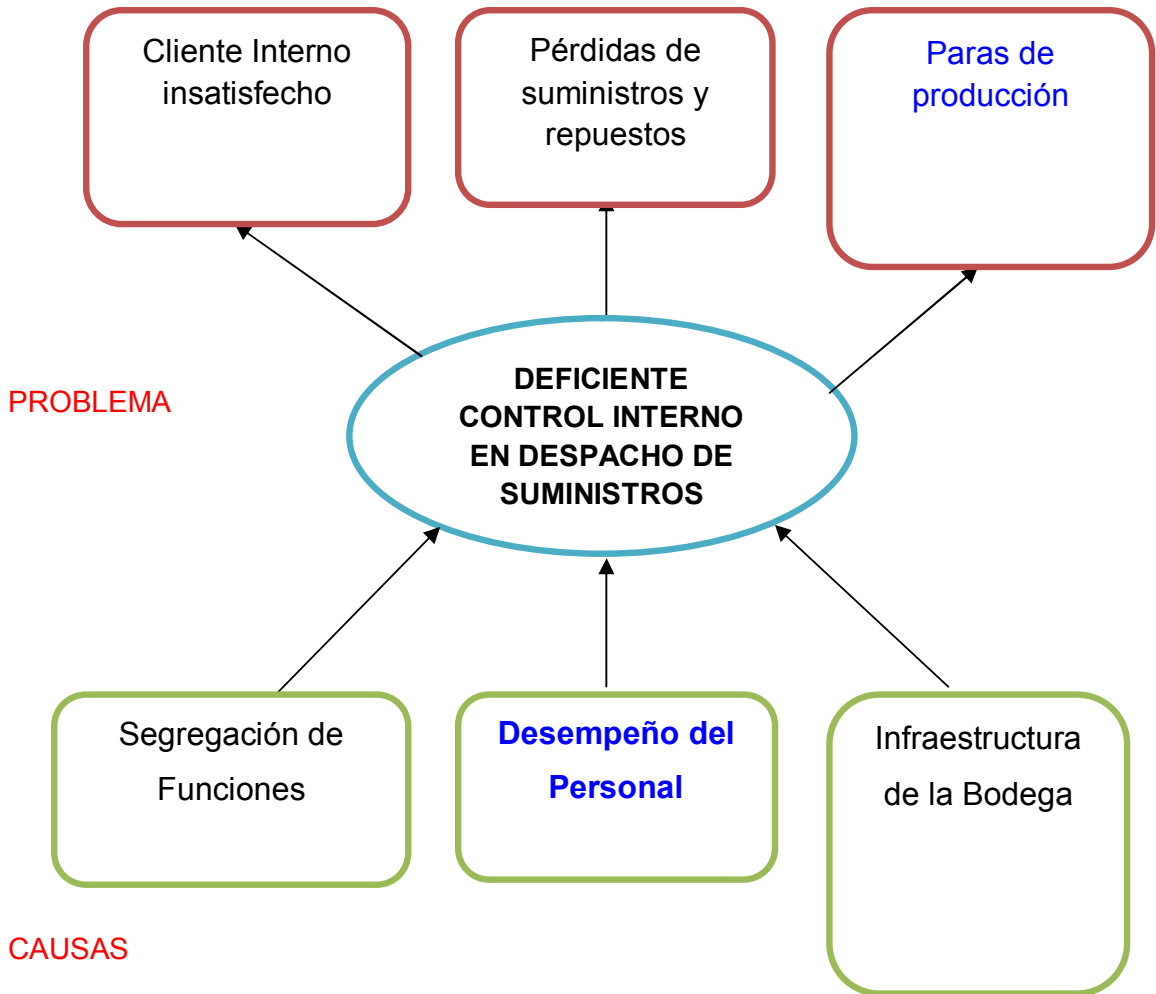 Cliente Interno
insatisfecho
Pérdidas de
suministros y
repuestos
Paras de
producción
PROBLEMA
DEFICIENTE
CONTROL INTERNO
EN DESPACHO DE
SUMINISTROS
Segregación de
Funciones
Desempeño del
Personal
Infraestructura
de la Bodega
CAUSAS